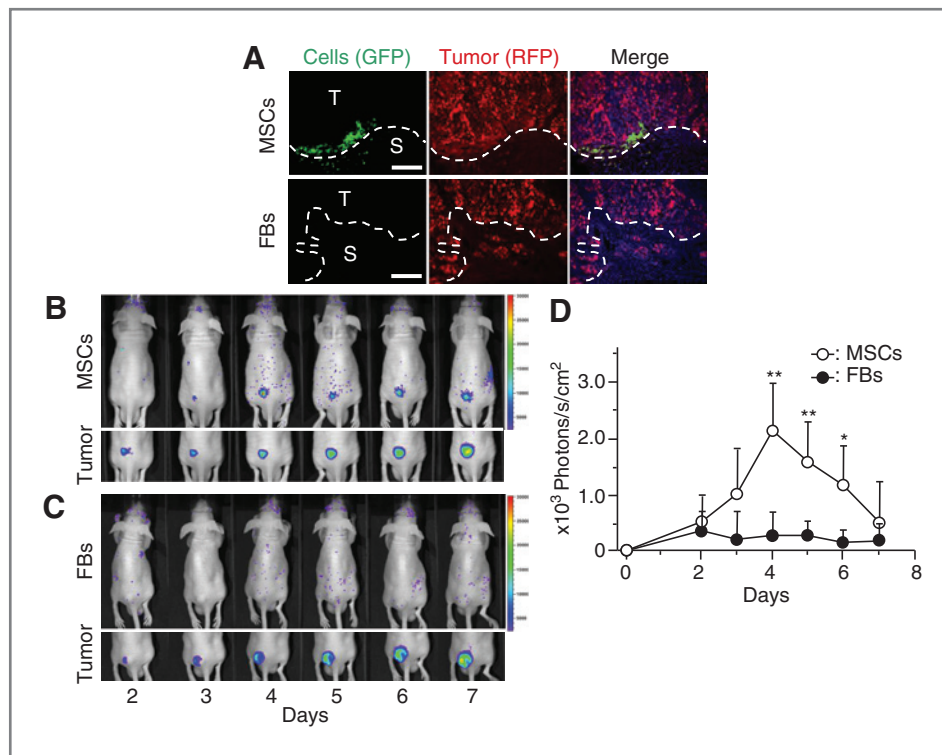 A
Cells (GFP) Tumor (RFP) Merge
MSCs
T
S
FBs
T
S
B
MSCs
Tumor
C
FBs
Tumor
2 3 4 5 6 7
Days
D
○: MSCs
●: FBs
x10³ Photons/s/cm²
3.0
2.0
1.0
0
** ** *
0 2 4 6 8
Days